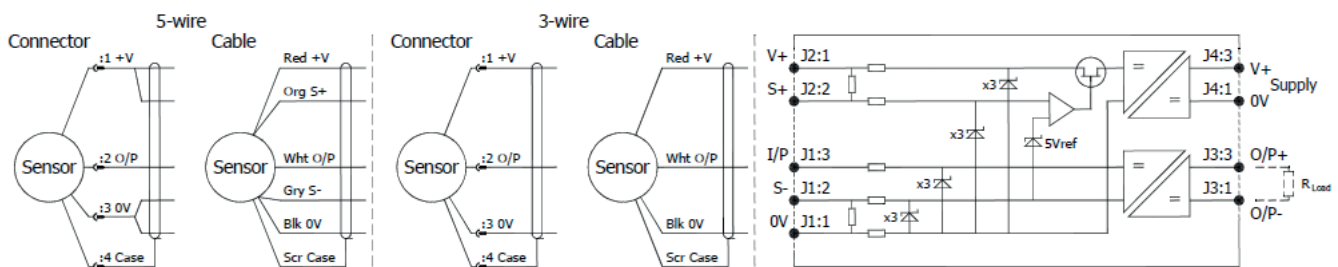 5-wire
Connector
Cable
:1 +V
:2 O/P
:3 0V
:4 Case
Sensor
Red +V
Org S+
Wht O/P
Gry S-
Blk 0V
Scr Case
Sensor
3-wire
Connector
Cable
:1 +V
:2 O/P
:3 0V
:4 Case
Sensor
Red +V
Wht O/P
Blk 0V
Scr Case
Sensor
V+ J2:1
S+ J2:2
I/P J1:3
S- J1:2
0V J1:1
x3
x3
x3
x3
5Vref
=
=
=
=
J4:3 V+
J4:1 0V
Supply
J3:3 O/P+
J3:1 O/P-
R Load